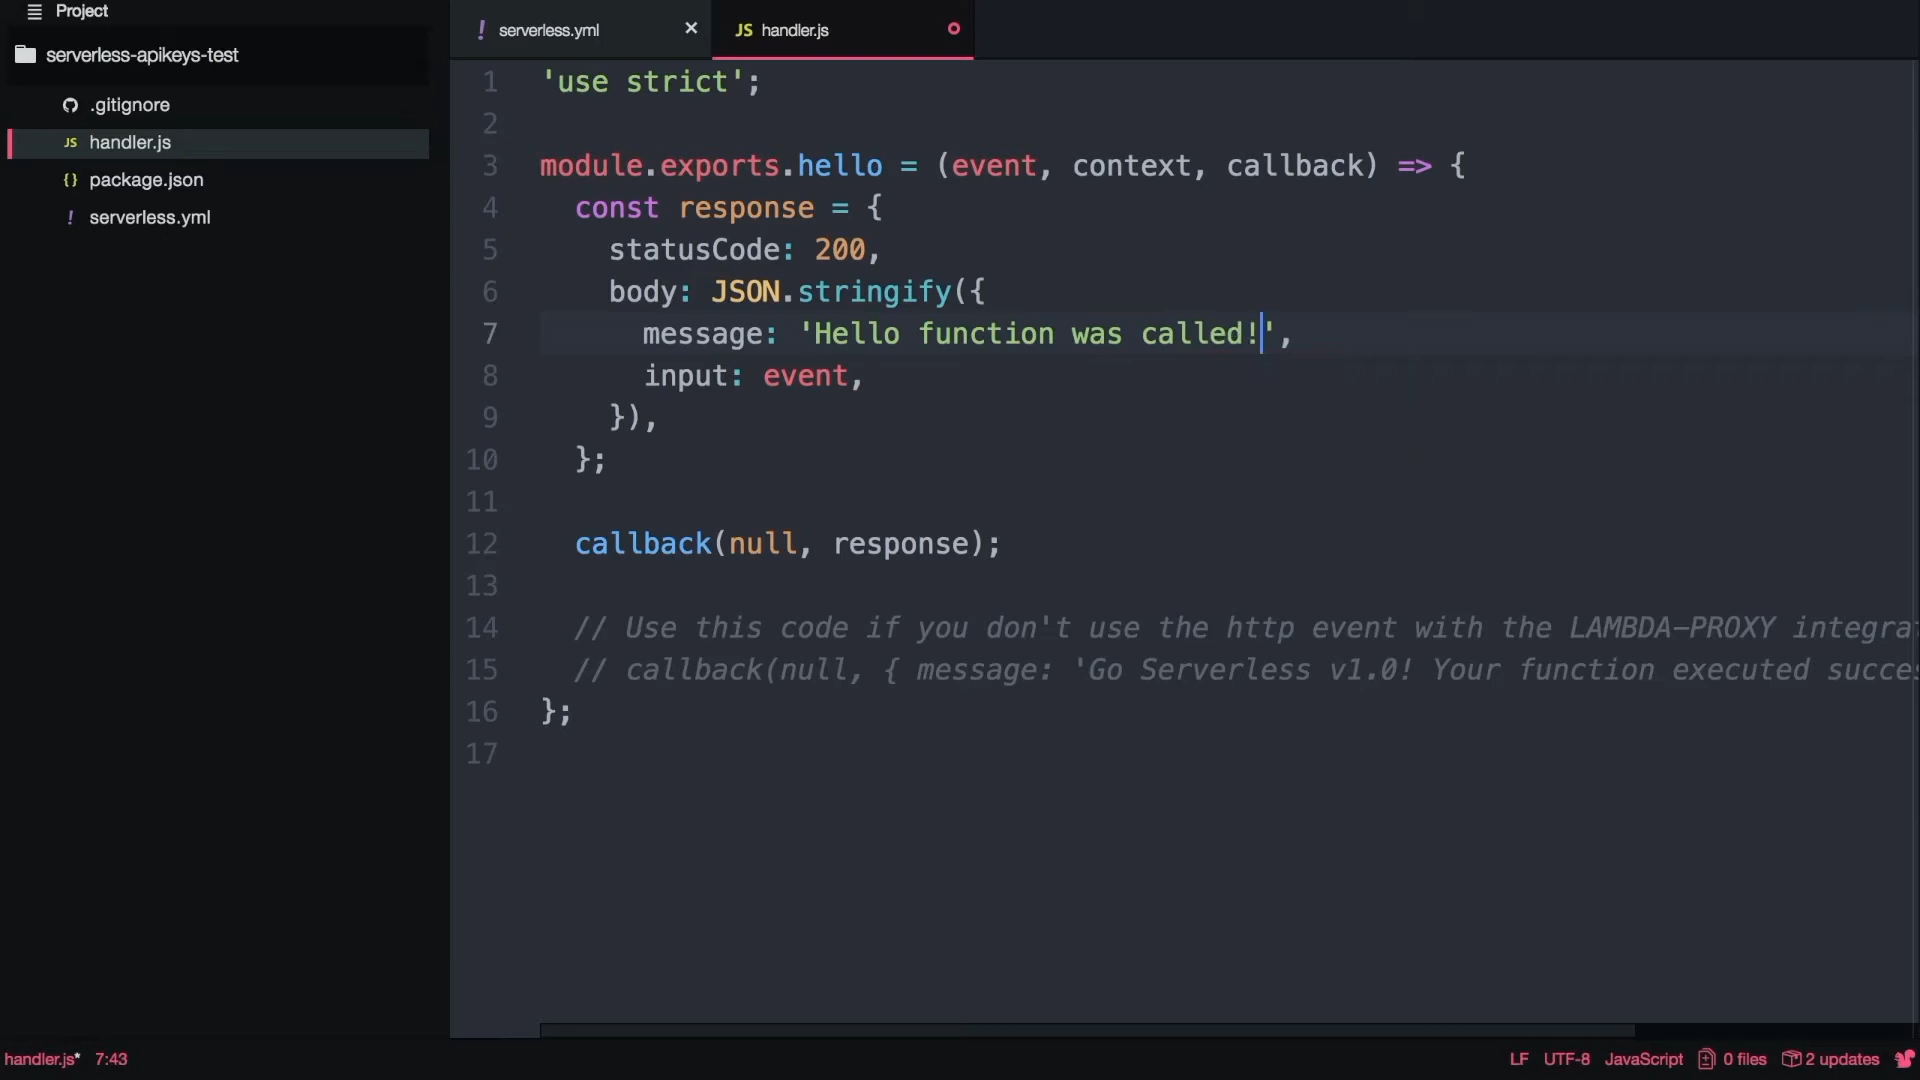 Project
serverless-apikeys-test
.gitignore
JS handler.js
{} package.json
! serverless.yml
! serverless.yml ×
JS handler.js
1 'use strict';
2
3 module.exports.hello = (event, context, callback) => {
4 const response = {
5 statusCode: 200,
6 body: JSON.stringify({
7 message: 'Hello function was called!',
8 input: event,
9 }),
10 };
11
12 callback(null, response);
13
14 // Use this code if you don't use the http event with the LAMBDA-PROXY integra
15 // callback(null, { message: 'Go Serverless v1.0! Your function executed succes
16 };
17
handler.js* 7:43
LF UTF-8 JavaScript 0 files 2 updates